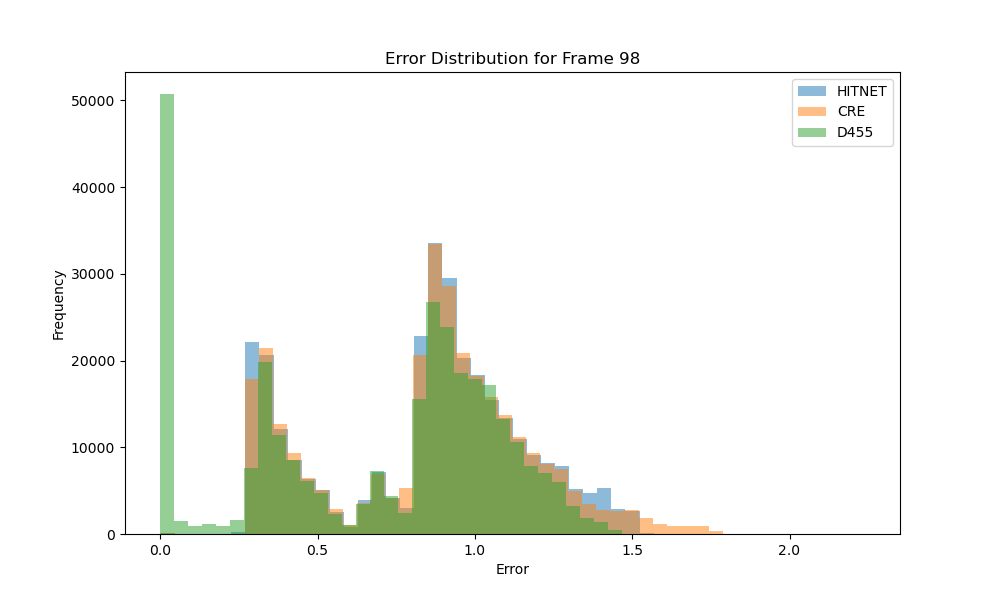 Error Distribution for Frame 98
HITNET
CRE
D455
50000
40000
30000
20000
10000
0
Frequency
0.0 0.5 1.0 1.5 2.0
Error